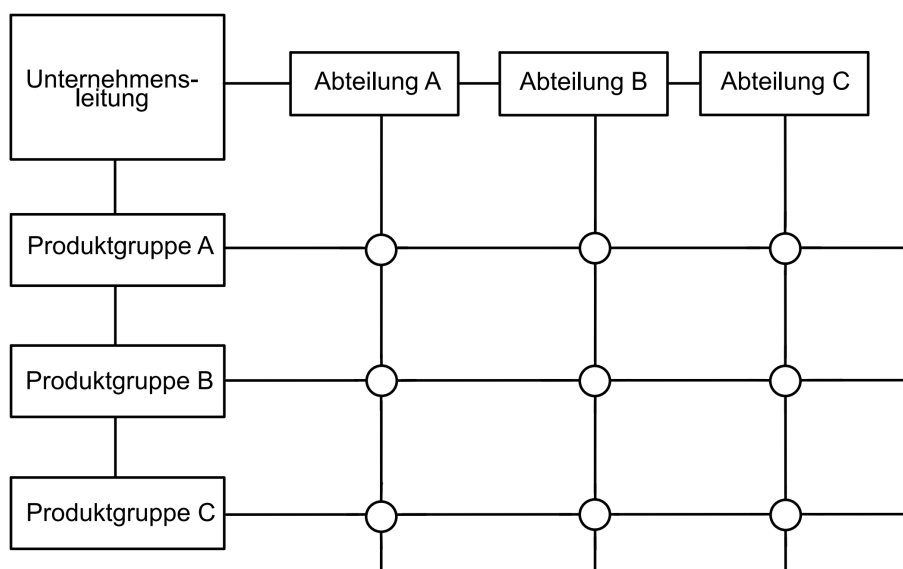 Unternehmens-
leitung
Abteilung A
Abteilung B
Abteilung C
Produktgruppe A
Produktgruppe B
Produktgruppe C